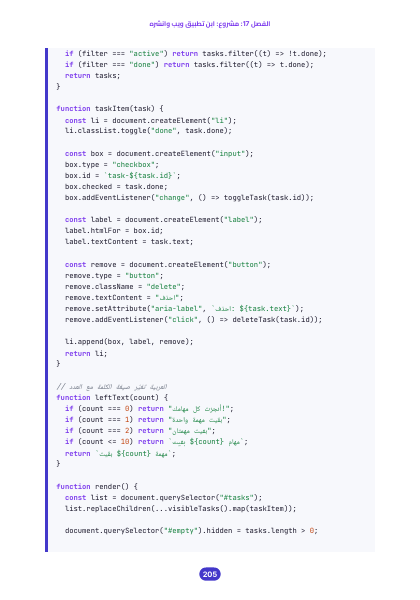 الفصل 17: مشروع: ابن تطبيق ويب وانشره
if (filter === "active") return tasks.filter((t) => !t.done);
if (filter === "done") return tasks.filter((t) => t.done);
return tasks;
}
function taskItem(task) {
const li = document.createElement("li");
li.classList.toggle("done", task.done);
const box = document.createElement("input");
box.type = "checkbox";
box.id = `task-${task.id}`;
box.checked = task.done;
box.addEventListener("change", () => toggleTask(task.id));
const label = document.createElement("label");
label.htmlFor = box.id;
label.textContent = task.text;
const remove = document.createElement("button");
remove.type = "button";
remove.className = "delete";
remove.textContent = "احذف";
remove.setAttribute("aria-label", `احذف: ${task.text}`);
remove.addEventListener("click", () => deleteTask(task.id));
li.append(box, label, remove);
return li;
}
// العربية تغيّر صيغة الكلمة مع العدد
function leftText(count) {
if (count === 0) return "أنجزت كل مهامك!";
if (count === 1) return "بقيت مهمة واحدة";
if (count === 2) return "بقيت مهمتان";
if (count <= 10) return `بقيت ${count} مهام`;
return `بقيت ${count} مهمة`;
}
function render() {
const list = document.querySelector("#tasks");
list.replaceChildren(...visibleTasks().map(taskItem));
document.querySelector("#empty").hidden = tasks.length > 0;
205